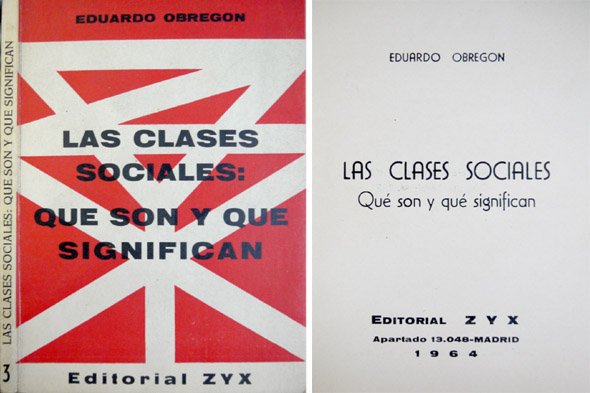 LAS CLASES SOCIALES: QUE SON Y QUE SIGNIFICAN
3
EDUARDO OBREGON
LAS CLASES
SOCIALES:
QUE SON Y QUE
SIGNIFICAN
Editorial ZYX
EDUARDO OBREGON
LAS CLASES SOCIALES
Qué son y qué significan
EDITORIAL Z Y X
Apartado 13.048-MADRID
1964